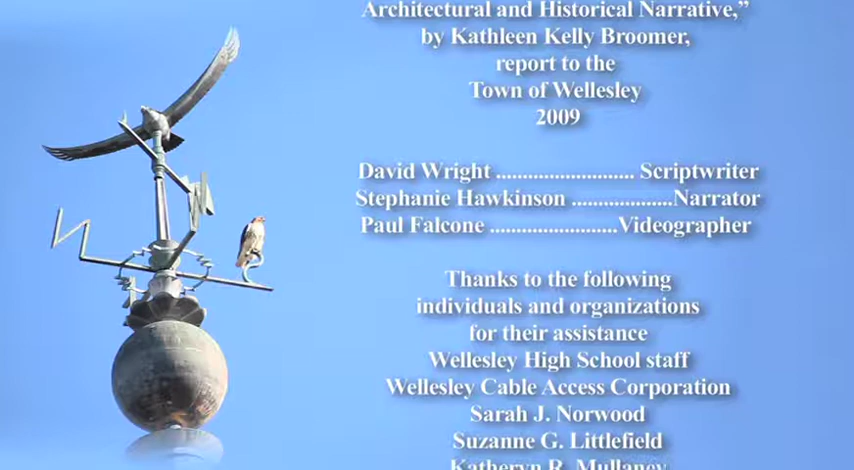 Architectural and Historical Narrative,”
by Kathleen Kelly Broomer,
report to the
Town of Wellesley
2009
David Wright .......................... Scriptwriter
Stephanie Hawkinson ...................Narrator
Paul Falcone ........................Videographer
Thanks to the following
individuals and organizations
for their assistance
Wellesley High School staff
Wellesley Cable Access Corporation
Sarah J. Norwood
Suzanne G. Littlefield
Katheryn R. Mullaney